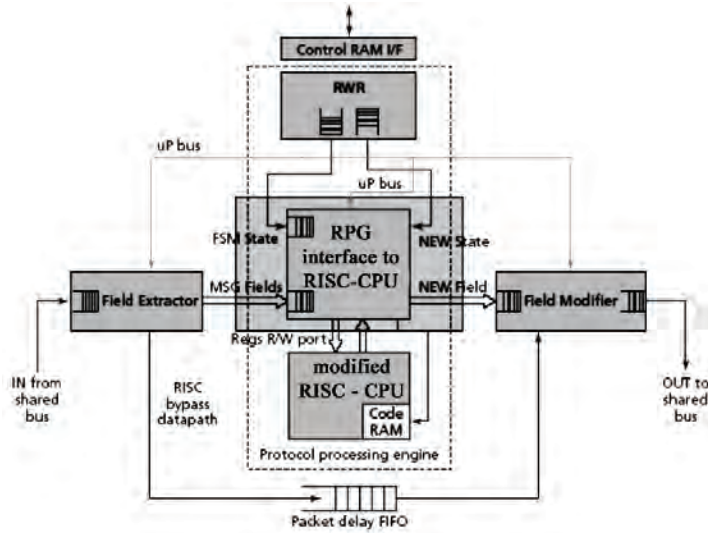 Control RAM I/F
RWR
uP bus
uP bus
FSM State
RPG
interface to
RISC-CPU
NEW State
Field Extractor
MSG Fields
NEW Field
Field Modifier
Regs R/W port
IN from
shared
bus
RISC
bypass
datapath
modified
RISC - CPU
Code
RAM
OUT to
shared
bus
Protocol processing engine
Packet delay FIFO